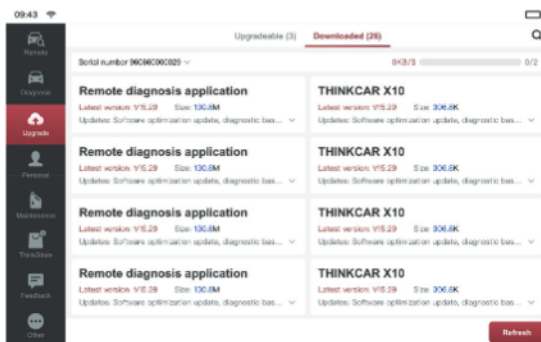 09:43
Upgradeable (3) Downloaded (26)
Remote
Serial number 960660000029
0KB/S 0/2
Diagnosis
Upgrade
Personal
Maintenance
ThinkStore
Feedback
Other
Remote diagnosis application
Latest version: V15.29 Size: 130.8M
Updates: Software optimization update, diagnostic bas...
THINKCAR X10
Latest version: V15.29 Size: 306.8K
Updates: Software optimization update, diagnostic bas...
Remote diagnosis application
Latest version: V15.29 Size: 130.8M
Updates: Software optimization update, diagnostic bas...
THINKCAR X10
Latest version: V15.29 Size: 306.8K
Updates: Software optimization update, diagnostic bas...
Remote diagnosis application
Latest version: V15.29 Size: 130.8M
Updates: Software optimization update, diagnostic bas...
THINKCAR X10
Latest version: V15.29 Size: 306.8K
Updates: Software optimization update, diagnostic bas...
Remote diagnosis application
Latest version: V15.29 Size: 130.8M
Updates: Software optimization update, diagnostic bas...
THINKCAR X10
Latest version: V15.29 Size: 306.8K
Updates: Software optimization update, diagnostic bas...
Refresh